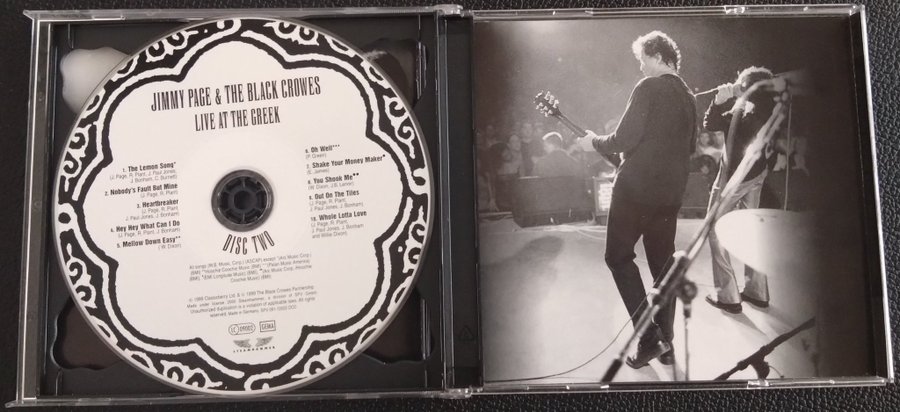 JIMMY PAGE & THE BLACK CROWES
LIVE AT THE GREEK
1. The Lemon Song*
(J. Page, R. Plant, J. Paul Jones,
J. Bonham, C. Burnett)
2. Nobody's Fault But Mine
(J. Page, R. Plant)
3. Heartbreaker
(J. Page, R. Plant,
J. Paul Jones, J. Bonham)
4. Hey Hey What Can I Do
(J. Page, R. Plant, J. Bonham)
5. Mellow Down Easy**
(W. Dixon)
6. Oh Well***
(P. Green)
7. Shake Your Money Maker*
(E. James)
8. You Shook Me**
(W. Dixon, J.B. Lenoir)
9. Out On The Tiles
(J. Page, R. Plant,
J. Paul Jones, J. Bonham)
10. Whole Lotta Love
(J. Page, R. Plant,
J. Paul Jones, J. Bonham
and Willie Dixon)
DISC TWO
Made in Germany.
GEMA
STEAMHAMMER